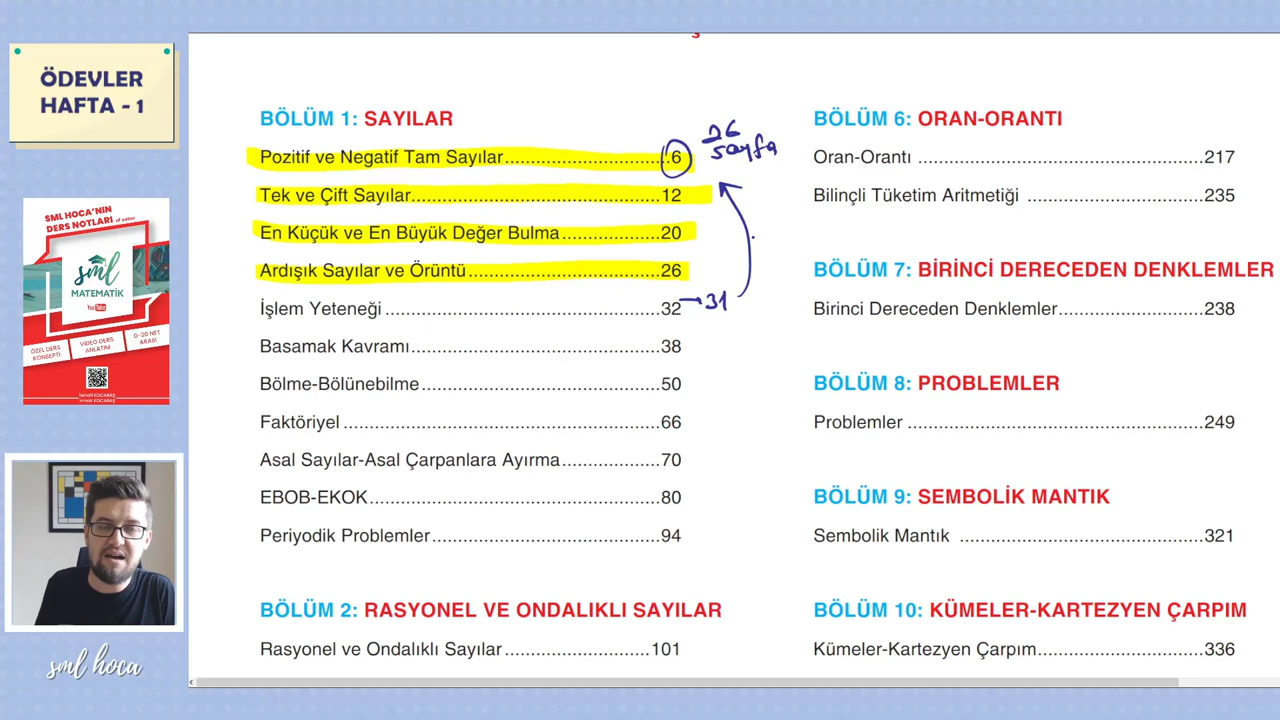 ÖDEVLER
HAFTA - 1
SML HOCA'NIN
DERS NOTLARI
sml
MATEMATİK
YouTube
ÖZEL DERS
KONSEPTİ
VIDEO DERS
ANLATIM
0-20 NET
ARASI
sml hoca
BÖLÜM 1: SAYILAR
Pozitif ve Negatif Tam Sayılar.............................6
26
sayfa
Tek ve Çift Sayılar.............................................12
En Küçük ve En Büyük Değer Bulma..................20
Ardışık Sayılar ve Örüntü...................................26
İşlem Yeteneği..................................................32
31
Basamak Kavramı.............................................38
Bölme-Bölünebilme...........................................50
Faktöriyel.........................................................66
Asal Sayılar-Asal Çarpanlara Ayırma..................70
EBOB-EKOK.....................................................80
Periyodik Problemler..........................................94
BÖLÜM 2: RASYONEL VE ONDALIKLI SAYILAR
Rasyonel ve Ondalıklı Sayılar...........................101
BÖLÜM 6: ORAN-ORANTI
Oran-Orantı.....................................................217
Bilinçli Tüketim Aritmetiği..................................235
BÖLÜM 7: BİRİNCİ DERECEDEN DENKLEMLER
Birinci Dereceden Denklemler...........................238
BÖLÜM 8: PROBLEMLER
Problemler.......................................................249
BÖLÜM 9: SEMBOLİK MANTIK
Sembolik Mantık..............................................321
BÖLÜM 10: KÜMELER-KARTEZYEN ÇARPIM
Kümeler-Kartezyen Çarpım..............................336